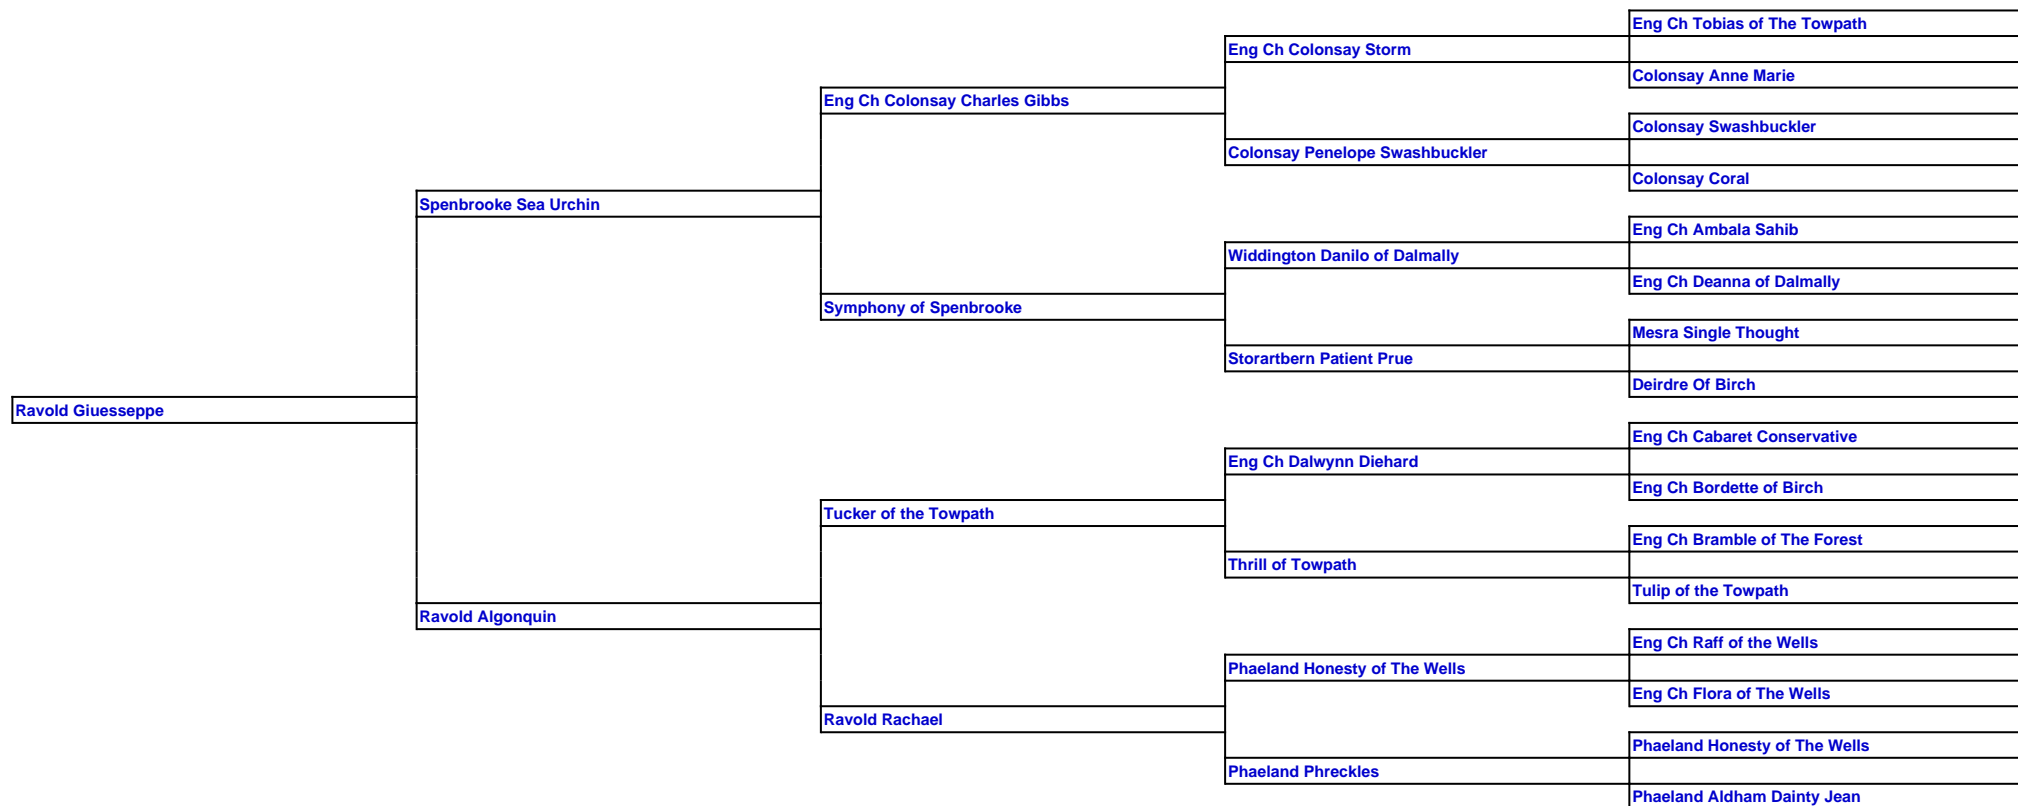 Eng Ch Tobias of The Towpath
Eng Ch Colonsay Storm
Colonsay Anne Marie
Eng Ch Colonsay Charles Gibbs
Colonsay Swashbuckler
Colonsay Penelope Swashbuckler
Colonsay Coral
Spenbrooke Sea Urchin
Eng Ch Ambala Sahib
Widdington Danilo of Dalmally
Eng Ch Deanna of Dalmally
Symphony of Spenbrooke
Mesra Single Thought
Storartbern Patient Prue
Deirdre Of Birch
Ravold Giuesseppe
Eng Ch Cabaret Conservative
Eng Ch Dalwynn Diehard
Eng Ch Bordette of Birch
Tucker of the Towpath
Eng Ch Bramble of The Forest
Thrill of Towpath
Tulip of the Towpath
Ravold Algonquin
Eng Ch Raff of the Wells
Phaeland Honesty of The Wells
Eng Ch Flora of The Wells
Ravold Rachael
Phaeland Honesty of The Wells
Phaeland Phreckles
Phaeland Aldham Dainty Jean